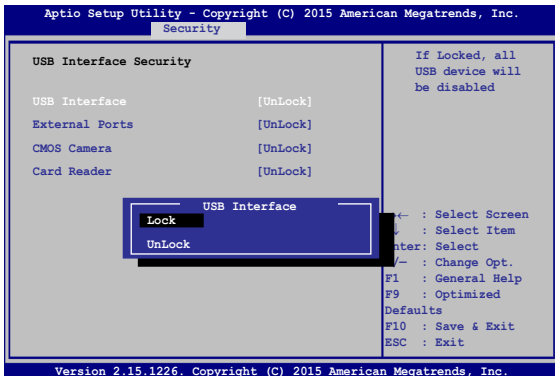 Aptio Setup Utility - Copyright (C) 2015 American Megatrends, Inc.
Security
USB Interface Security
USB Interface [UnLock]
External Ports [UnLock]
CMOS Camera [UnLock]
Card Reader [UnLock]
If Locked, all
USB device will
be disabled
USB Interface
Lock
UnLock
→← : Select Screen
↓ : Select Item
nter: Select
/— : Change Opt.
F1 : General Help
F9 : Optimized
Defaults
F10 : Save & Exit
ESC : Exit
Version 2.15.1226. Copyright (C) 2015 American Megatrends, Inc.